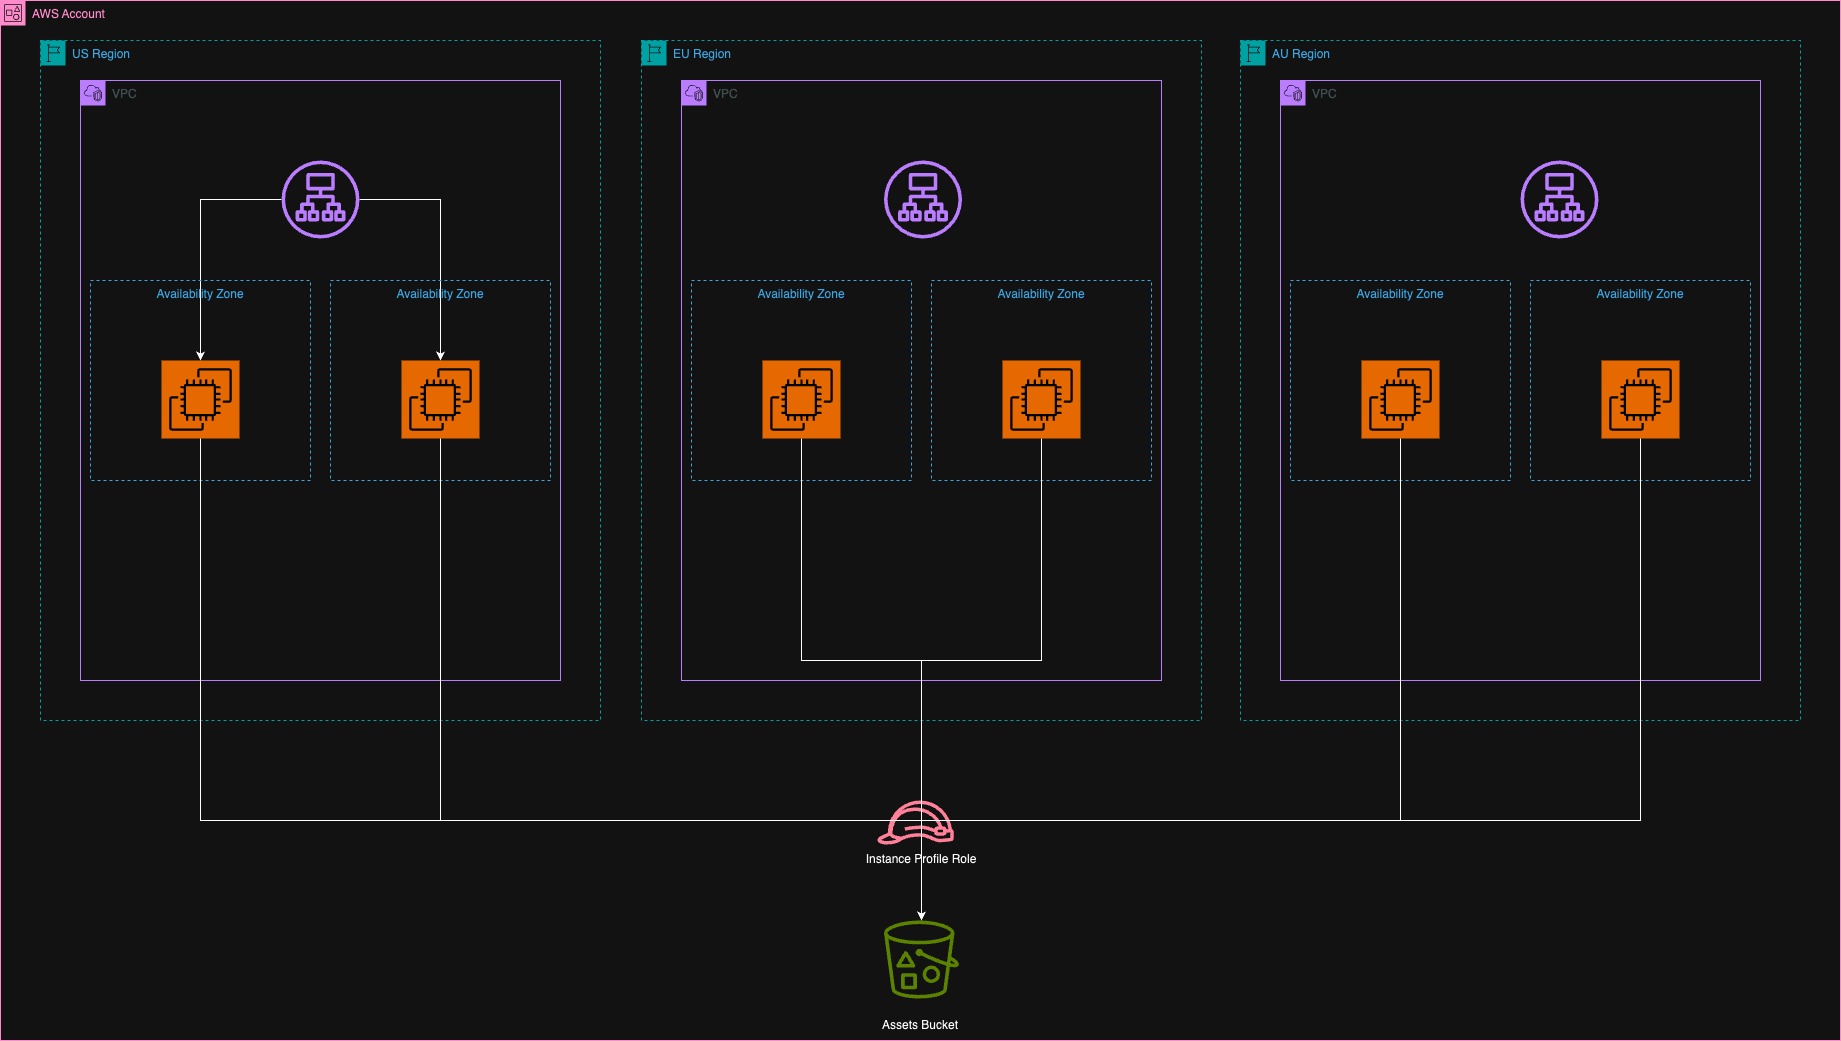 AWS Account
US Region
EU Region
AU Region
VPC
VPC
VPC
Availability Zone
Availability Zone
Availability Zone
Availability Zone
Availability Zone
Availability Zone
Instance Profile Role
Assets Bucket